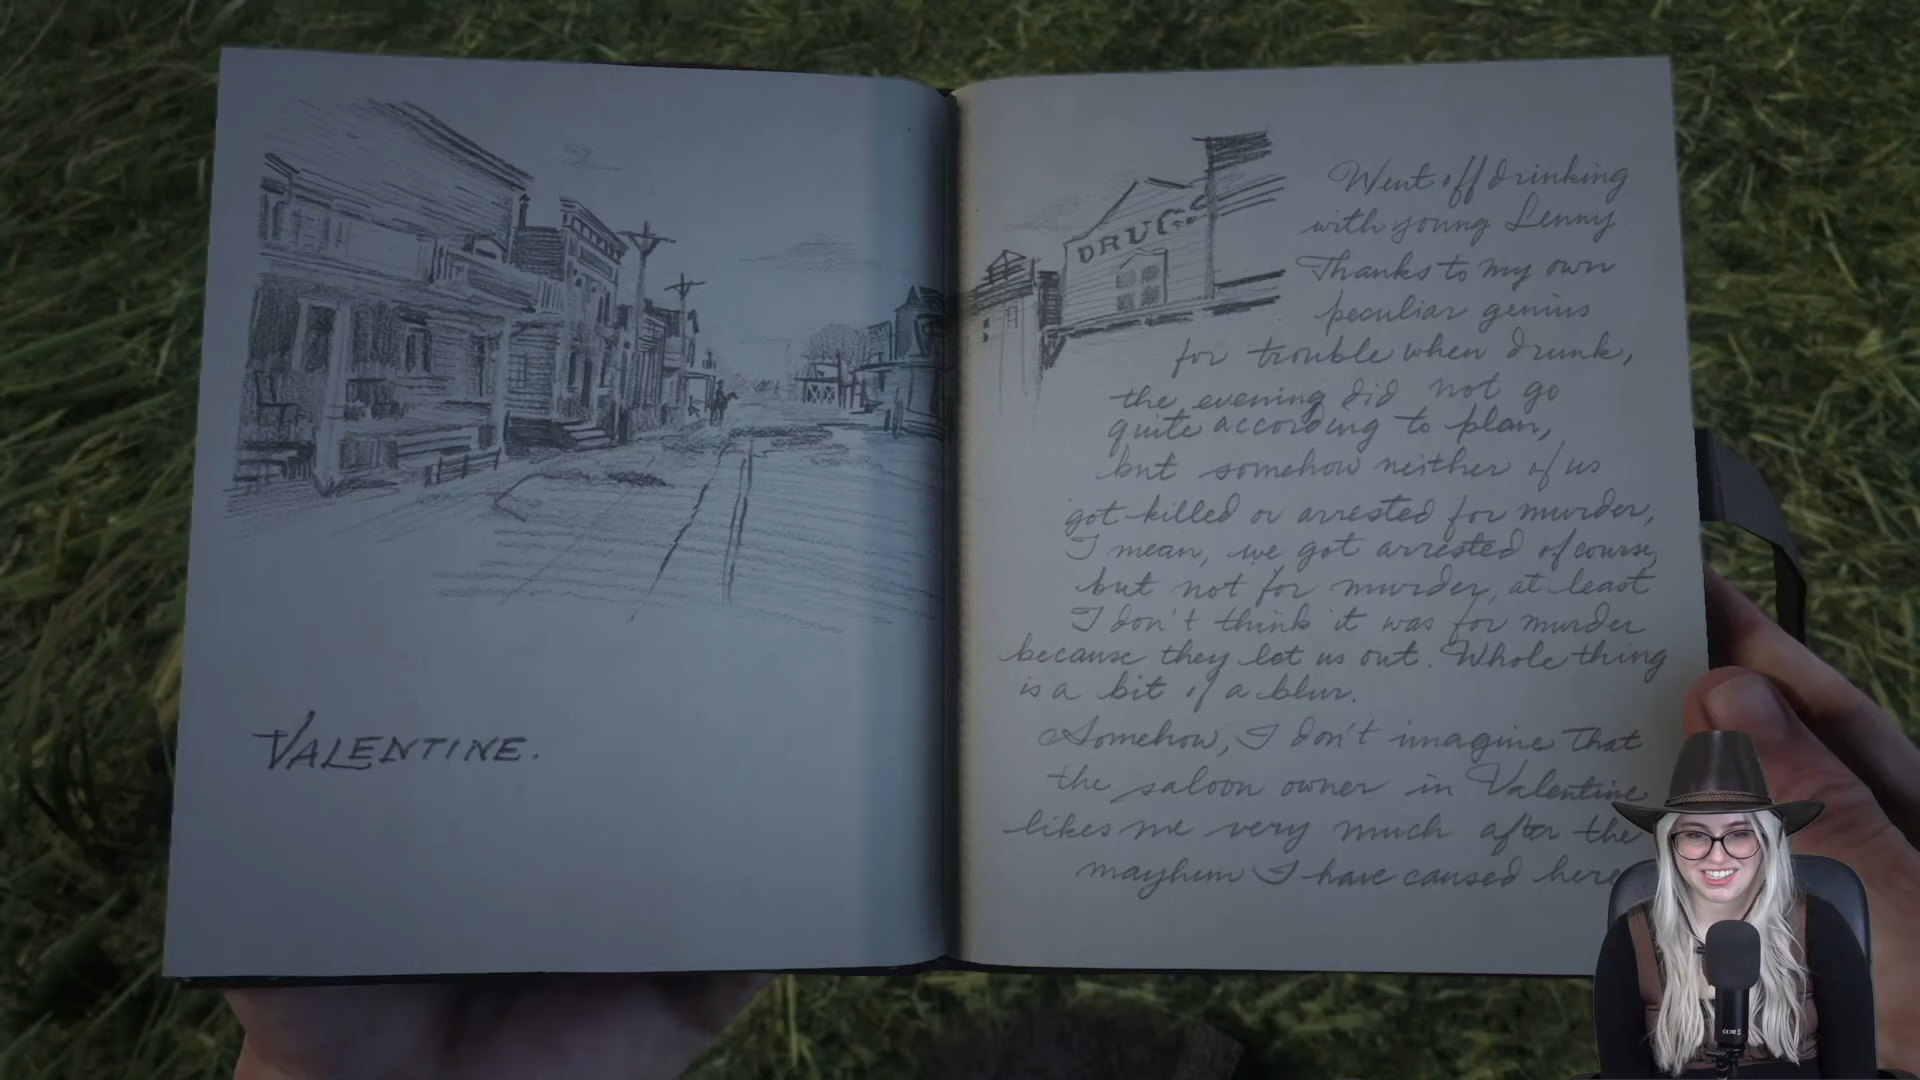 VALENTINE.
DRUGS
Went off drinking
with young Lenny
Thanks to my own
peculiar genius
for trouble when drunk,
the evening did not go
quite according to plan,
but somehow neither of us
got killed or arrested for murder,
I mean, we got arrested of course,
but not for murder, at least
I don't think it was for murder
because they let us out. Whole thing
is a bit of a blur.
Somehow, I don't imagine that
the saloon owner in Valentine
likes me very much after the
mayhem I have caused here